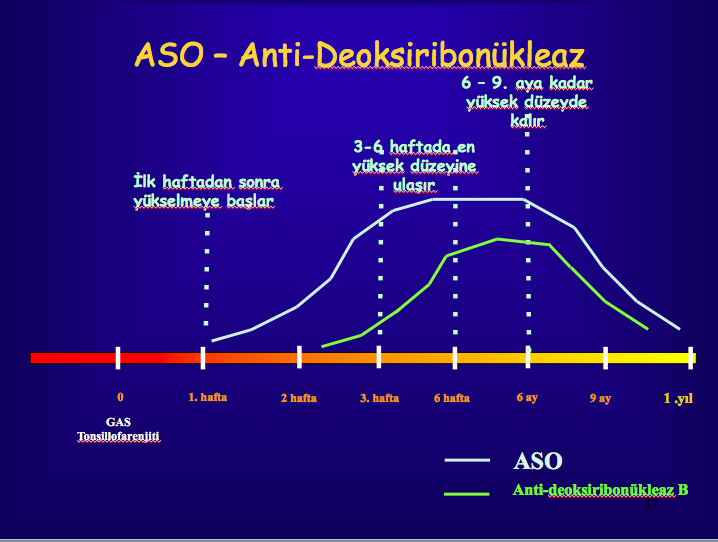 ASO – Anti-Deoksiribonükleaz
6 – 9. aya kadar
yüksek düzeyde
kalır
3-6 haftada en
yüksek düzeyine
ulaşır
İlk haftadan sonra
yükselmeye başlar
0
1. hafta
2 hafta
3. hafta
6 hafta
6 ay
9 ay
1 .yıl
GAS
Tonsillofarenjiti
ASO
Anti-deoksiribonükleaz B
37